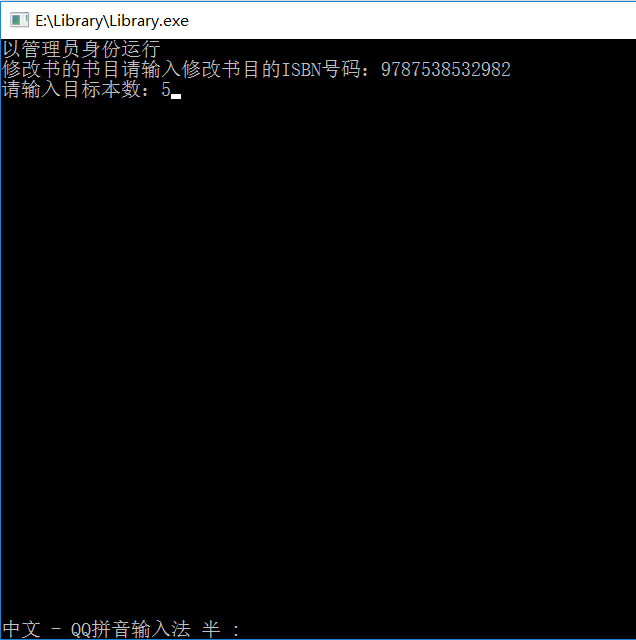 E:\Library\Library.exe
以管理员身份运行
修改书的书目请输入修改书目的ISBN号码：9787538532982
请输入目标本数：5
中文 - QQ拼音输入法 半 :